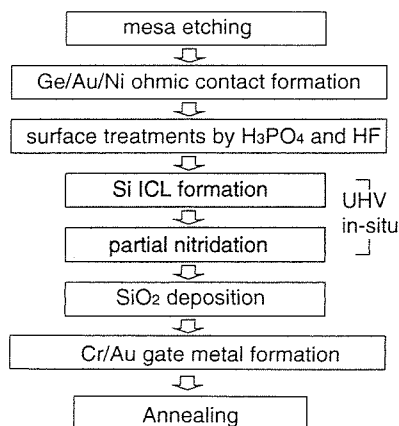 mesa etching
Ge/Au/Ni ohmic contact formation
surface treatments by H₃PO₄ and HF
Si ICL formation
UHV
in-situ
partial nitridation
SiO₂ deposition
Cr/Au gate metal formation
Annealing